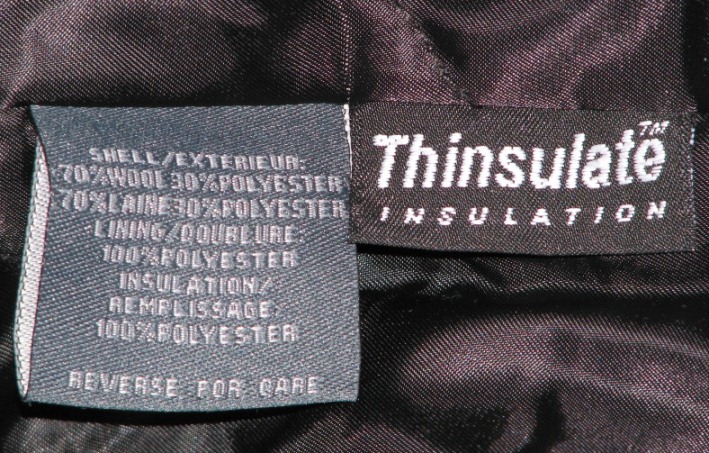 SHELL/EXTERIEUR:
70%WOOL 30%POLYESTER
70%LAINE 30%POLYESTER
LINING/DOUBLURE:
100%POLYESTER
INSULATION/
REMPLISSAGE:
100%POLYESTER
REVERSE FOR CARE
Thinsulate™
INSULATION